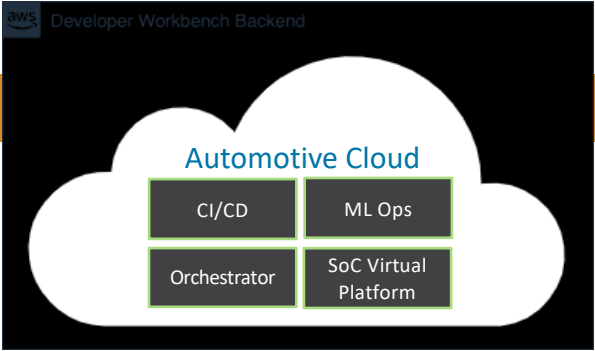 aws Developer Workbench Backend
Automotive Cloud
CI/CD
ML Ops
Orchestrator
SoC Virtual
Platform